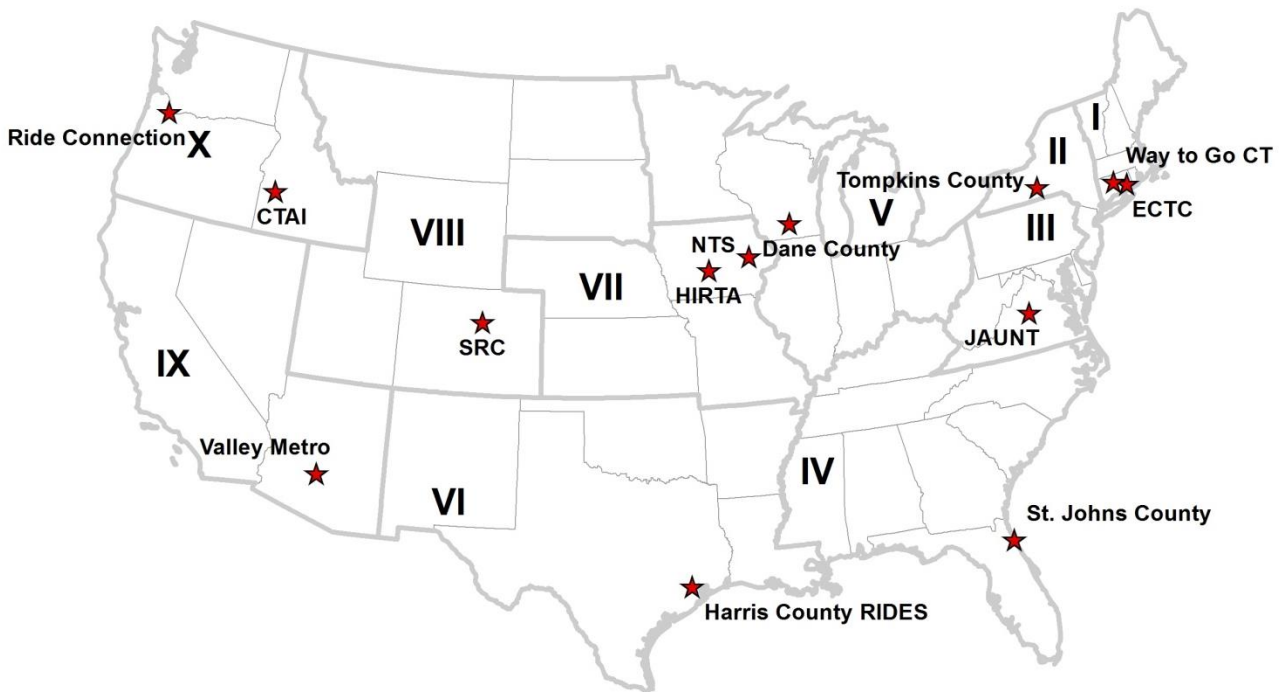 I
II
Way to Go CT
Ride Connection
X
Tompkins County
CTAI
ECTC
V
III
VIII
NTS
Dane County
HIRTA
VII
JAUNT
SRC
IX
Valley Metro
IV
VI
St. Johns County
Harris County RIDES